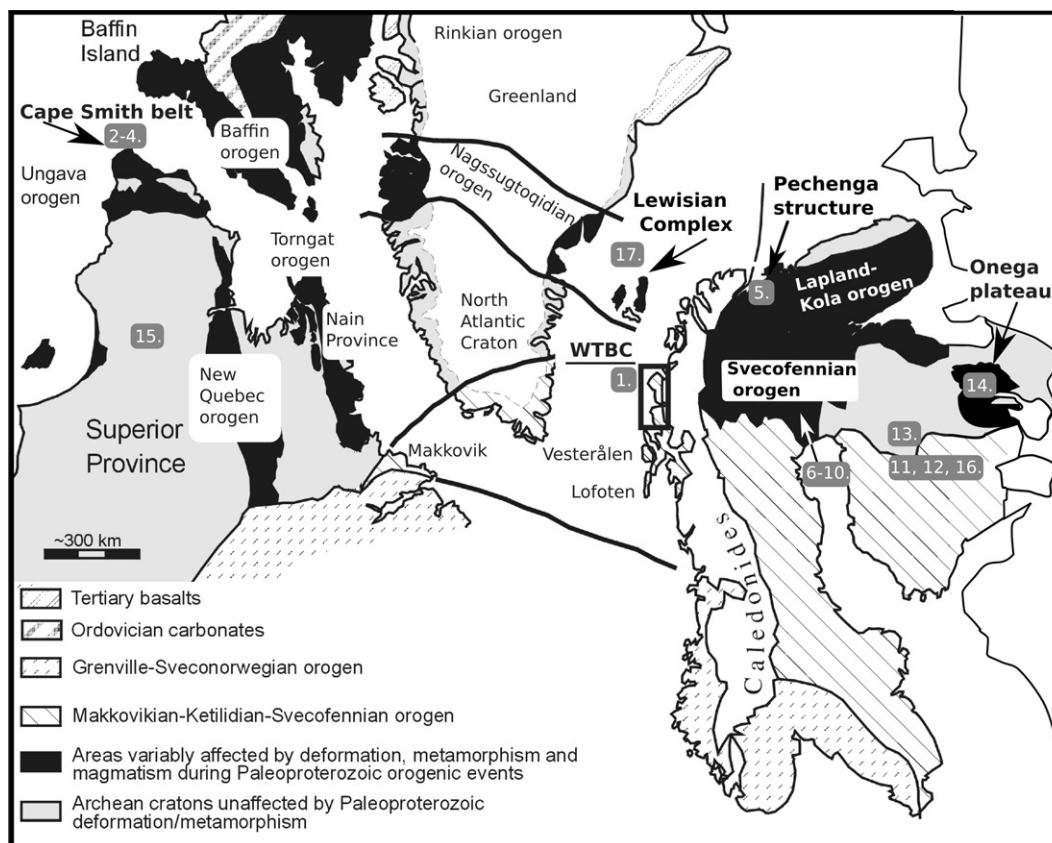 Baffin
Island
Rinkian orogen
Greenland
Cape Smith belt
2-4.
Baffin
orogen
Ungava
orogen
Nagssugtoqidian
orogen
Lewisian
Complex
17.
Pechenga
structure
5.
Lapland-
Kola orogen
Onega
plateau
14.
Torngat
orogen
15.
Nain
Province
North
Atlantic
Craton
WTBC
1.
Svecofennian
orogen
New
Quebec
orogen
Superior
Province
Makkovik
Vesterålen
Lofoten
13.
11, 12, 16.
6-10.
~300 km
Caledonides
Tertiary basalts
Ordovician carbonates
Grenville-Sveconorwegian orogen
Makkovikian-Ketilidian-Svecofennian orogen
Areas variably affected by deformation, metamorphism and
magmatism during Paleoproterozoic orogenic events
Archean cratons unaffected by Paleoproterozoic
deformation/metamorphism